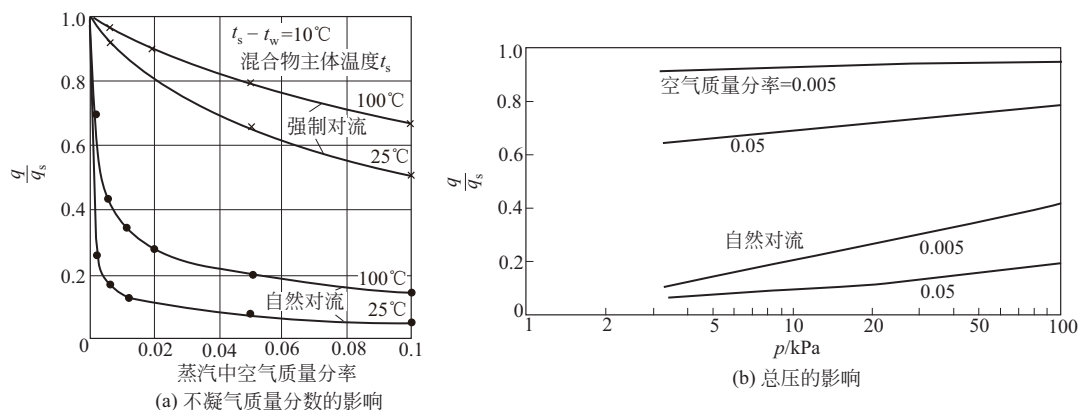 1.0
0.8
0.6
0.4
0.2
0
q/q_s
t_s − t_w=10℃
混合物主体温度t_s
100℃
强制对流
25℃
100℃
自然对流
25℃
0.02
0.04
0.06
0.08
0.1
蒸汽中空气质量分率
(a) 不凝气质量分数的影响
1.0
0.8
0.6
0.4
0.2
0
q/q_s
空气质量分率=0.005
0.05
自然对流
0.005
0.05
1
2
5
10
20
50
100
p/kPa
(b) 总压的影响